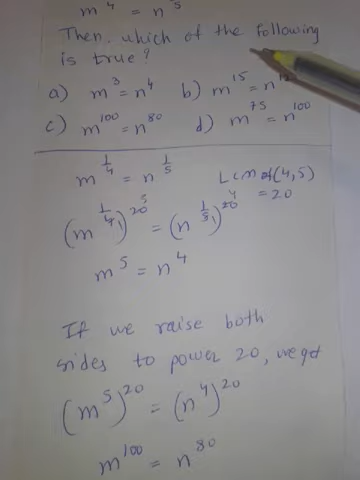 m^4 = n^5
Then, which of the following
is true?
a) m^3 = n^4 b) m^15 = n^12
c) m^100 = n^80 d) m^75 = n^100
m^(1/4) = n^(1/5)
LCM of (4,5)
= 20
(m^(1/4))^20 = (n^(1/5))^20
m^5 = n^4
If we raise both
sides to power 20, we get
(m^5)^20 = (n^4)^20
m^100 = n^80